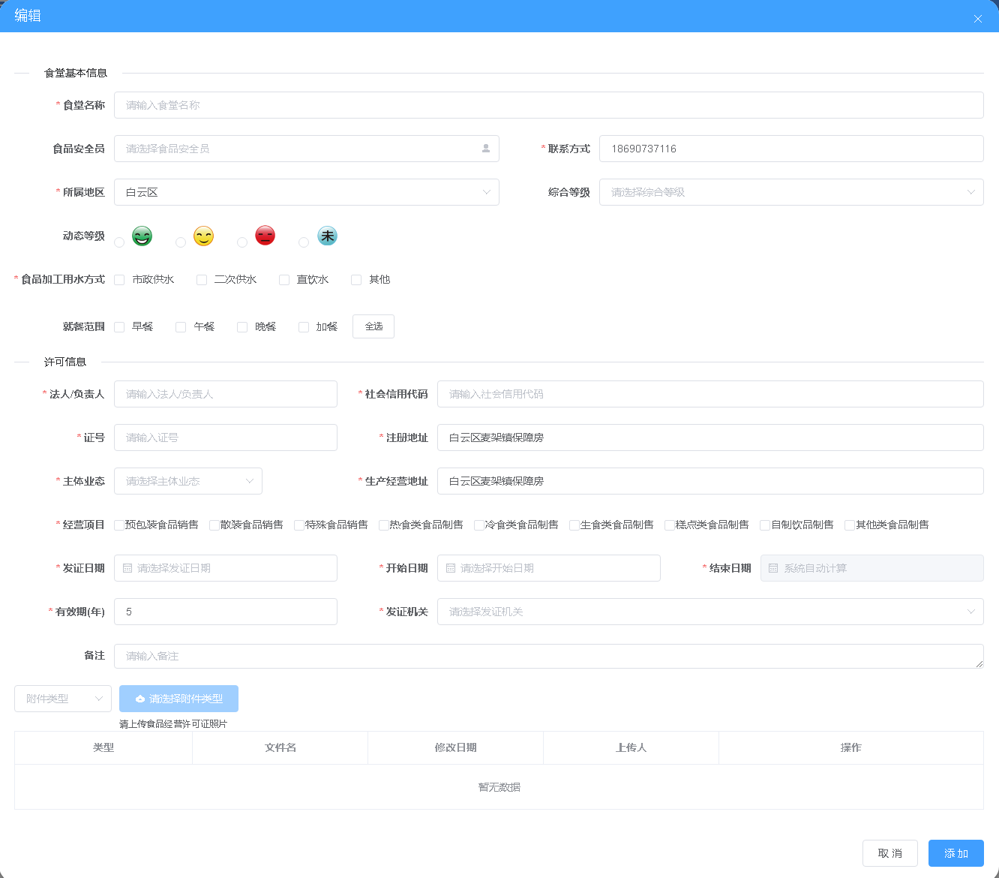 编辑
食堂基本信息
* 食堂名称 请输入食堂名称
食品安全员 请选择食品安全员 * 联系方式 18690737116
* 所属地区 白云区 综合等级 请选择综合等级
动态等级 未
* 食品加工用水方式 市政供水 二次供水 直饮水 其他
就餐范围 早餐 午餐 晚餐 加餐 全选
许可信息
* 法人/负责人 请输入法人/负责人 * 社会信用代码 请输入社会信用代码
* 证号 请输入证号 * 注册地址 白云区麦架镇保障房
* 主体业态 请选择主体业态 * 生产经营地址 白云区麦架镇保障房
* 经营项目 预包装食品销售 散装食品销售 特殊食品销售 热食类食品制售 冷食类食品制售 生食类食品制售 糕点类食品制售 自制饮品制售 其他类食品制售
* 发证日期 请选择发证日期 * 开始日期 请选择开始日期 * 结束日期 系统自动计算
* 有效期(年) 5 * 发证机关 请选择发证机关
备注 请输入备注
附件类型 请选择附件类型
请上传食品经营许可证照片
类型 文件名 修改日期 上传人 操作
暂无数据
取 消 添 加